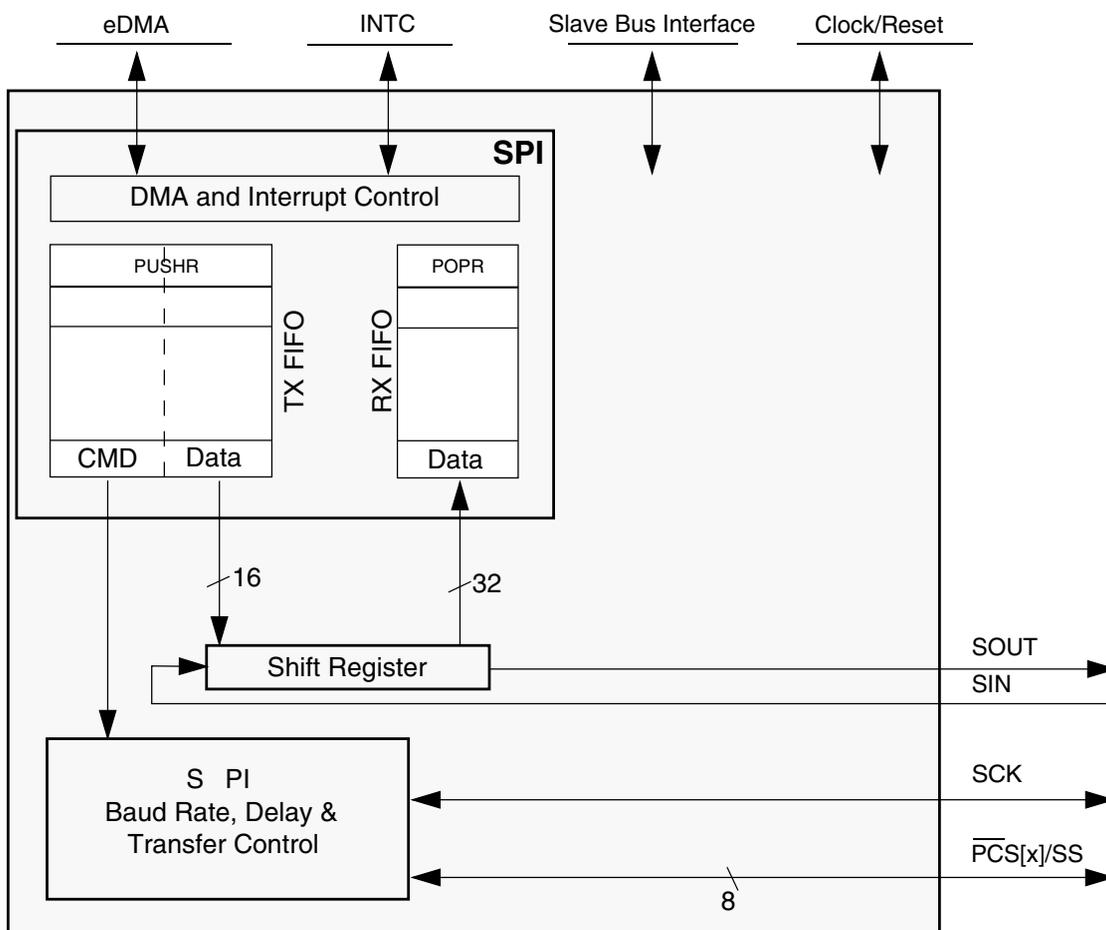 eDMA
INTC
Slave Bus Interface
Clock/Reset
SPI
DMA and Interrupt Control
PUSHR
POPR
TX FIFO
RX FIFO
CMD
Data
Data
16
32
Shift Register
SOUT
SIN
S PI
Baud Rate, Delay &
Transfer Control
SCK
PCS[x]/SS
8